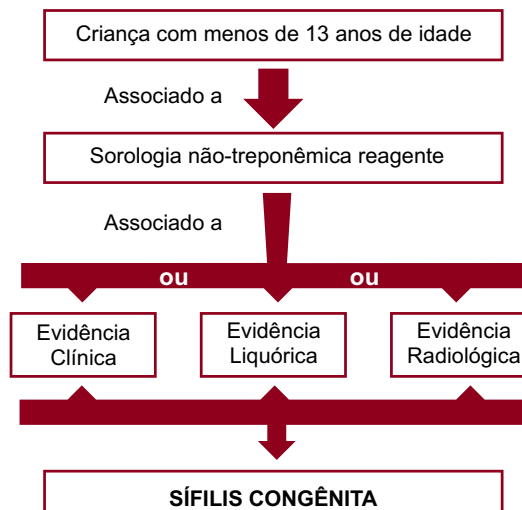 Criança com menos de 13 anos de idade
Associado a
Sorologia não-treponêmica reagente
Associado a
ou ou
Evidência Clínica
Evidência Liquórica
Evidência Radiológica
SÍFILIS CONGÊNITA